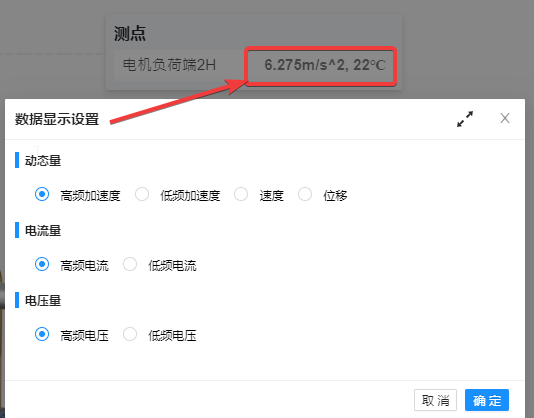 测点
电机负荷端2H 6.275m/s^2, 22℃
数据显示设置
动态量
高频加速度 低频加速度 速度 位移
电流量
高频电流 低频电流
电压量
高频电压 低频电压
取 消 确 定